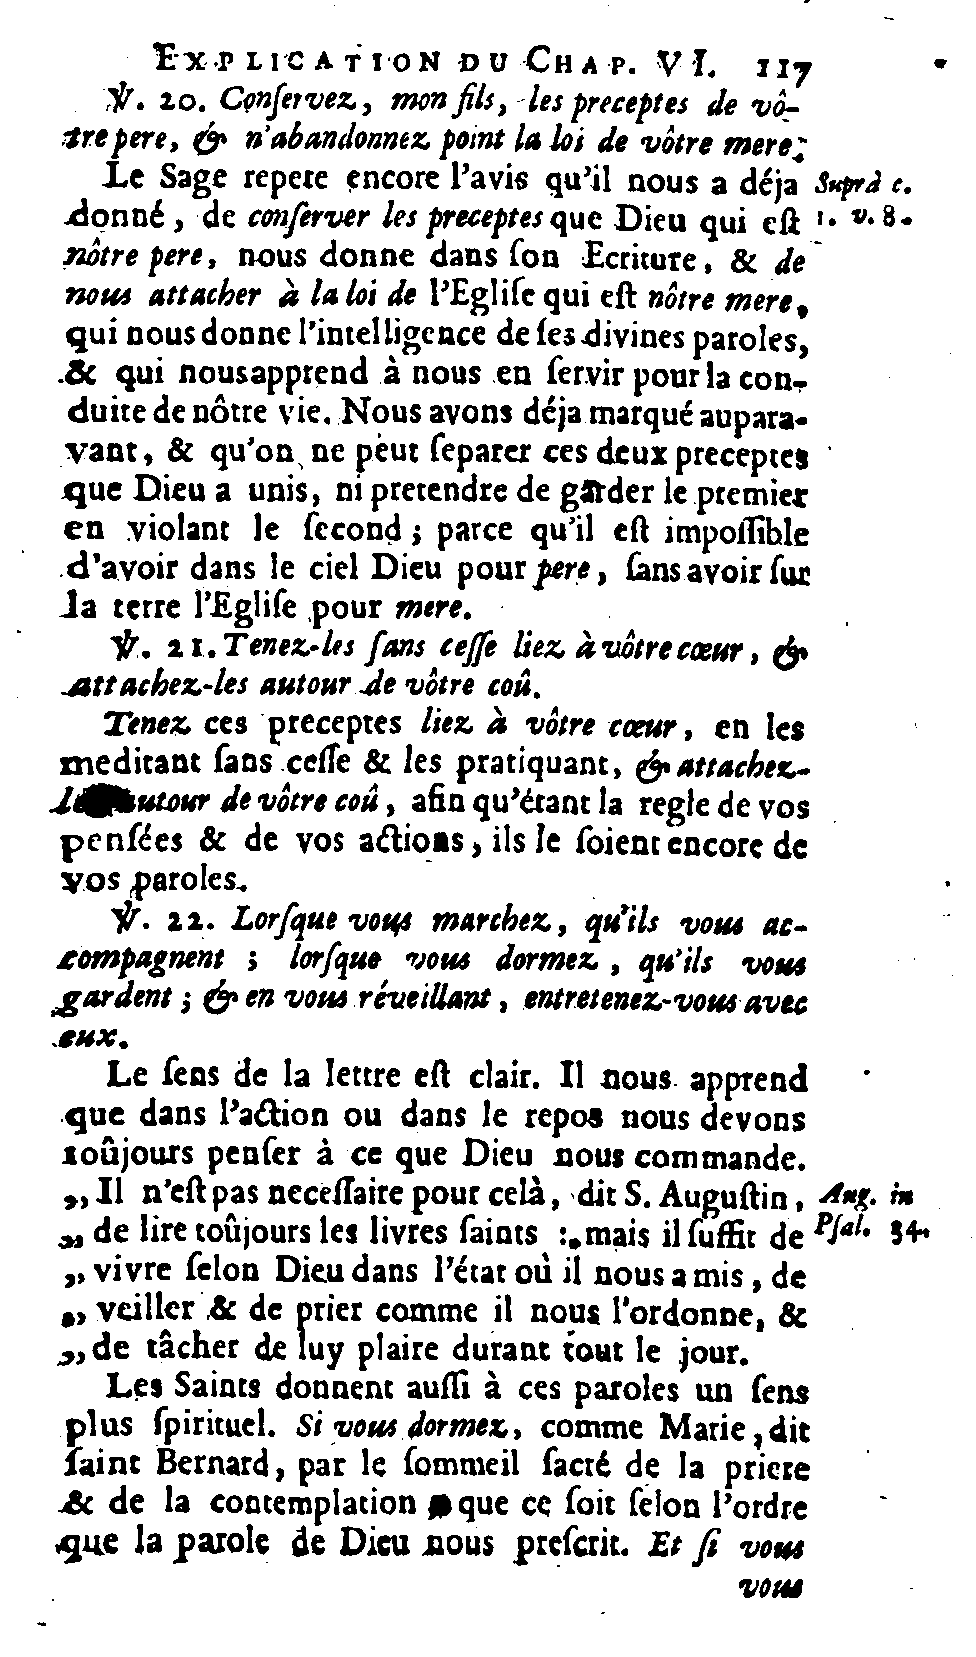 EXPLICATION DU CHAP. VI. 117
℣. 20. Conſervez, mon fils, les preceptes de vô-
tre pere, & n'abandonnez point la loi de vôtre mere.
Le Sage repete encore l'avis qu'il nous a déja Suprà c.
donné, de conſerver les preceptes que Dieu qui eſt 1. v. 8.
nôtre pere, nous donne dans ſon Ecriture, & de
nous attacher à la loi de l'Egliſe qui eſt nôtre mere,
qui nous donne l'intelligence de ſes divines paroles,
& qui nous apprend à nous en ſervir pour la con-
duite de nôtre vie. Nous avons déja marqué aupara-
vant, & qu'on ne peut ſeparer ces deux preceptes
que Dieu a unis, ni pretendre de garder le premier
en violant le ſecond ; parce qu'il eſt impoſſible
d'avoir dans le ciel Dieu pour pere, ſans avoir ſur
la terre l'Egliſe pour mere.
℣. 21. Tenez-les ſans ceſſe liez à vôtre cœur, &
attachez-les autour de vôtre coû.
Tenez ces preceptes liez à vôtre cœur, en les
meditant ſans ceſſe & les pratiquant, & attachez-
autour de vôtre coû, afin qu'étant la regle de vos
penſées & de vos actions, ils le ſoient encore de
vos paroles.
℣. 22. Lorſque vous marchez, qu'ils vous ac-
compagnent ; lorſque vous dormez, qu'ils vous
gardent ; & en vous réveillant, entretenez-vous avec
eux.
Le ſens de la lettre eſt clair. Il nous apprend
que dans l'action ou dans le repos nous devons
toûjours penſer à ce que Dieu nous commande.
„ Il n'eſt pas neceſſaire pour celà, dit S. Auguſtin, Aug. in
„ de lire toûjours les livres ſaints : mais il ſuffit de Pſal. 34.
„ vivre ſelon Dieu dans l'état où il nous a mis, de
„ veiller & de prier comme il nous l'ordonne, &
„ de tâcher de luy plaire durant tout le jour.
Les Saints donnent auſſi à ces paroles un ſens
plus ſpirituel. Si vous dormez, comme Marie, dit
ſaint Bernard, par le ſommeil ſacré de la priere
& de la contemplation que ce ſoit ſelon l'ordre
que la parole de Dieu nous preſcrit. Et ſi vous
vous